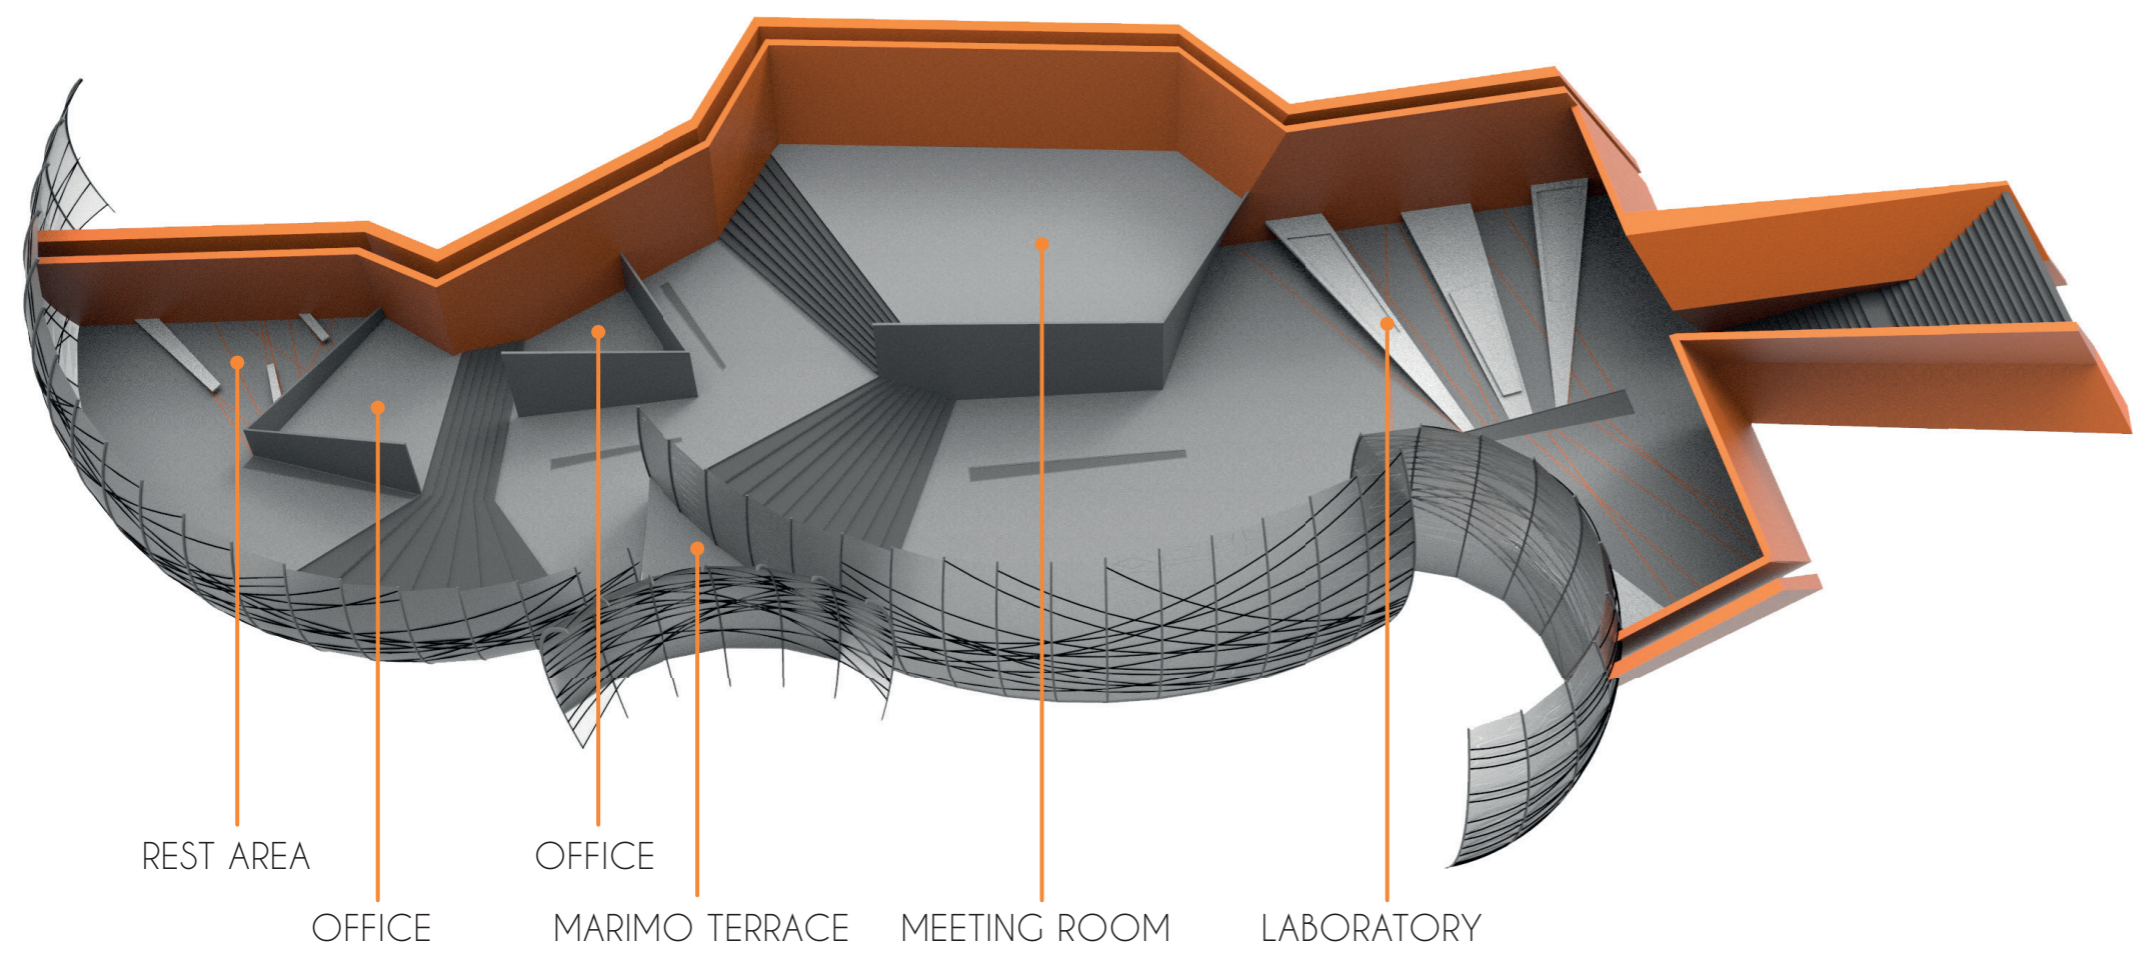 REST AREA
OFFICE
OFFICE
MARIMO TERRACE
MEETING ROOM
LABORATORY